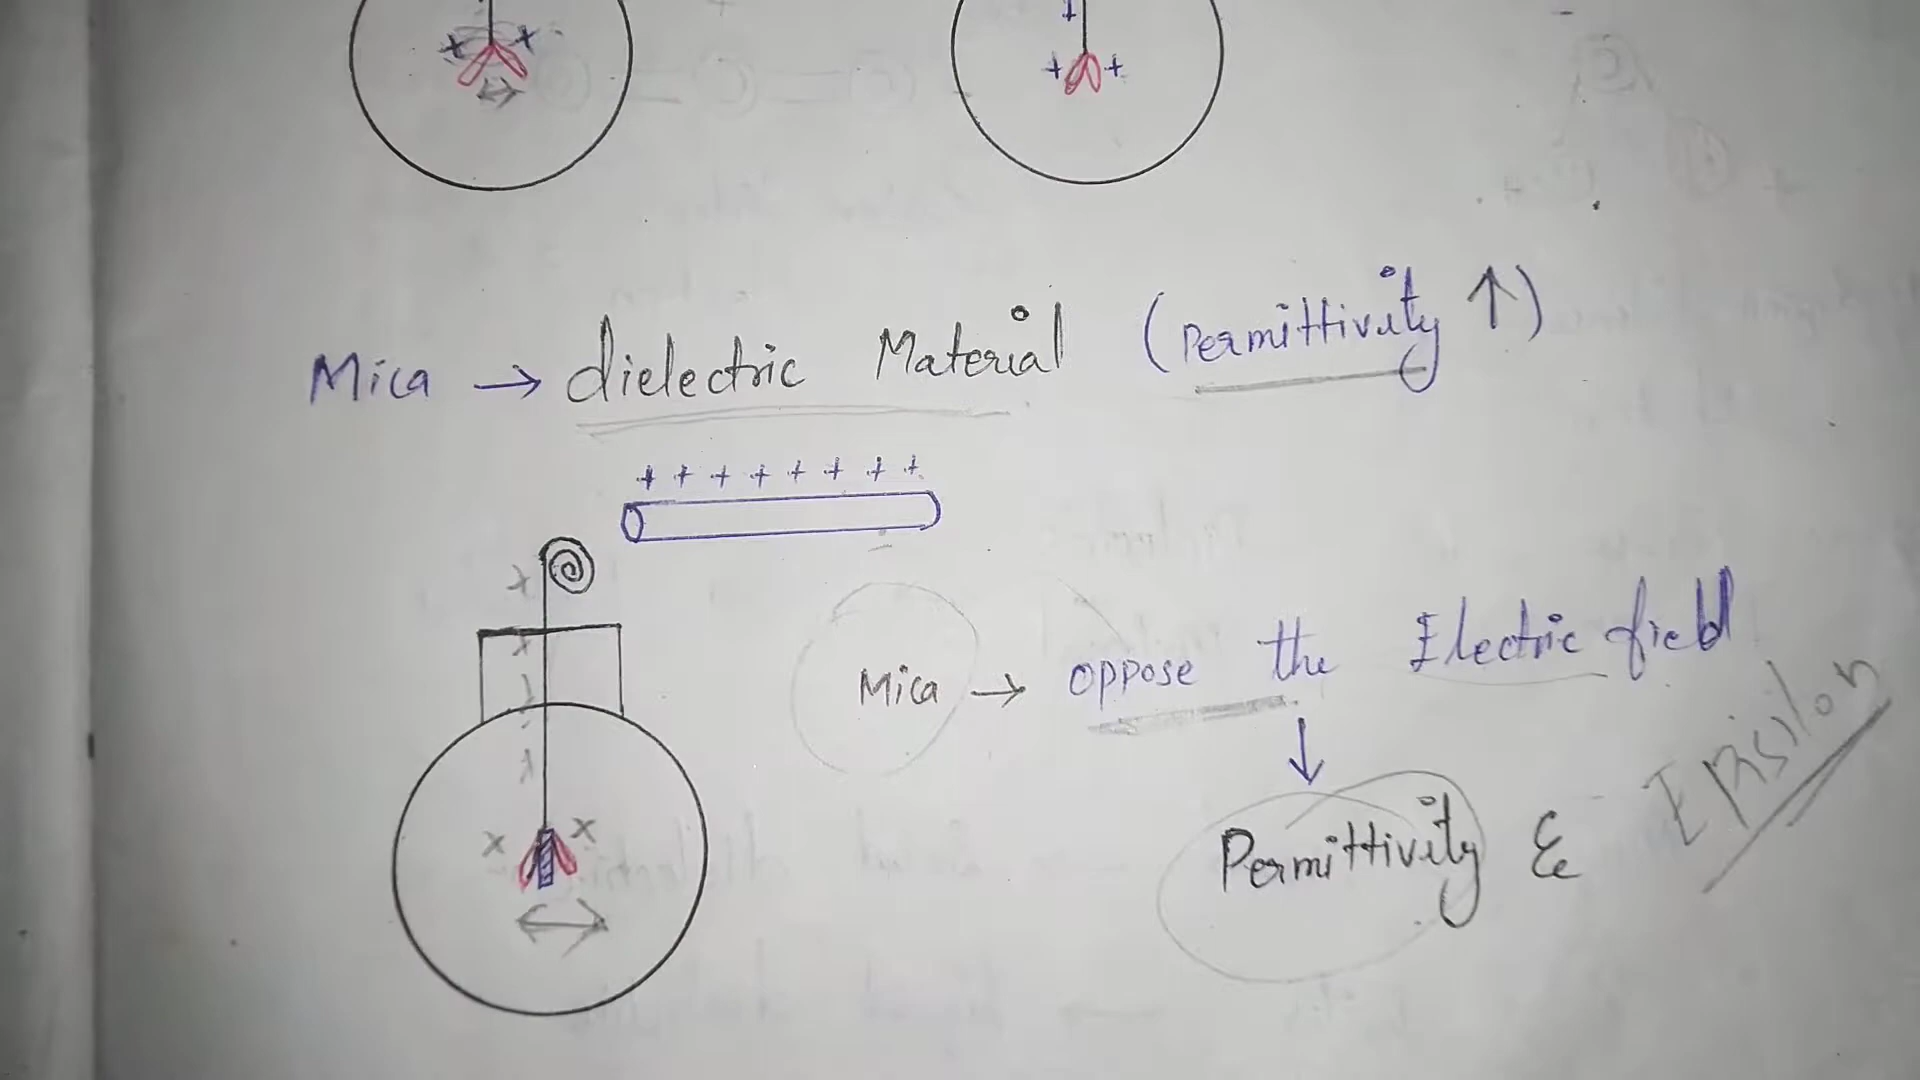 + +
+
+ +
Mica → dielectric Material (Permittivity ↑)
+ + + + + + + +
Mica → oppose the Electric field
↓
Permittivity ε
Epsilon